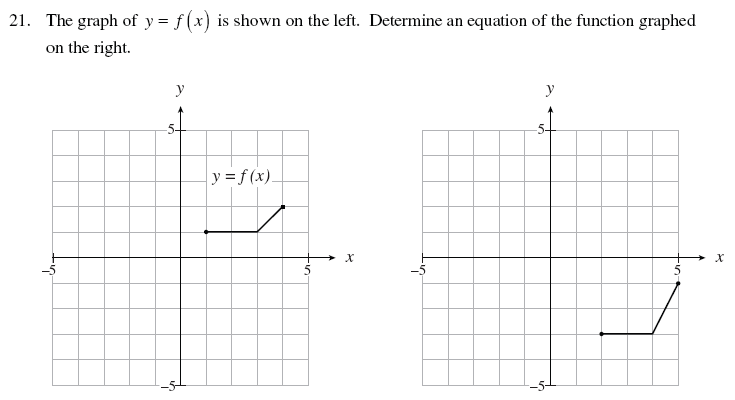 21. The graph of y = f(x) is shown on the left. Determine an equation of the function graphed
on the right.
y
5
y = f(x)
x
-5
5
-5
y
5
x
-5
5
-5